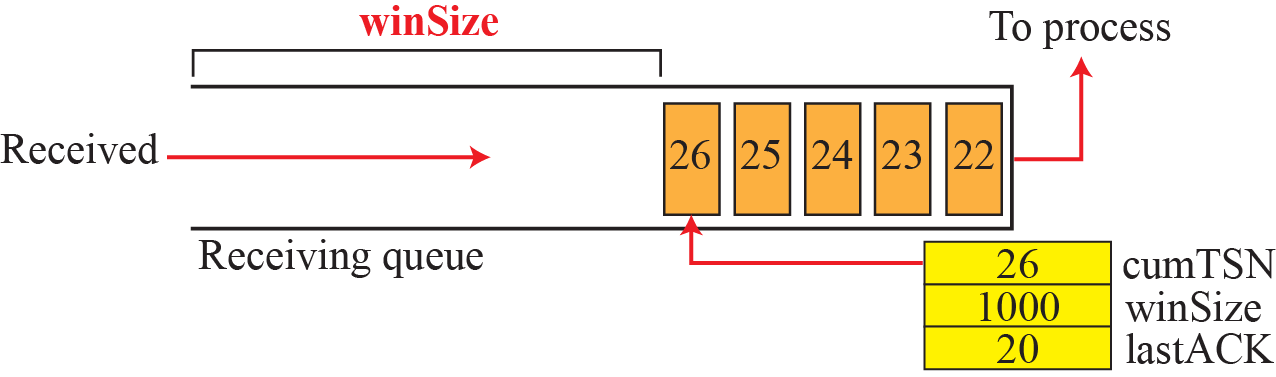 winSize
To process
Received
26 25 24 23 22
Receiving queue
26 cumTSN
1000 winSize
20 lastACK